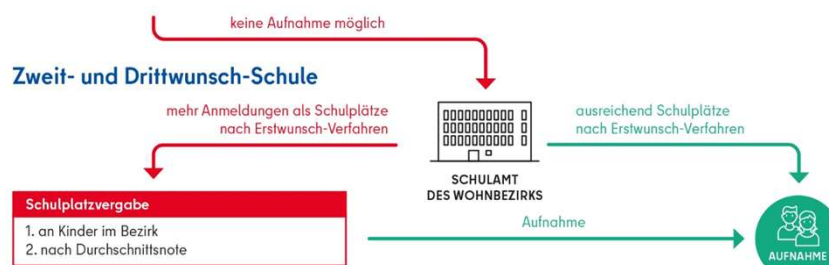 keine Aufnahme möglich
Zweit- und Drittwunsch-Schule
mehr Anmeldungen als Schulplätze
nach Erstwunsch-Verfahren
ausreichend Schulplätze
nach Erstwunsch-Verfahren
SCHULAMT
DES WOHNBEZIRKS
Schulplatzvergabe
1. an Kinder im Bezirk
2. nach Durchschnittsnote
Aufnahme
AUFNAHME